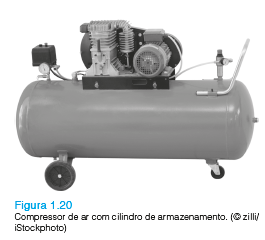 Figura 1.20
Compressor de ar com cilindro de armazenamento. (© zilli/
iStockphoto)